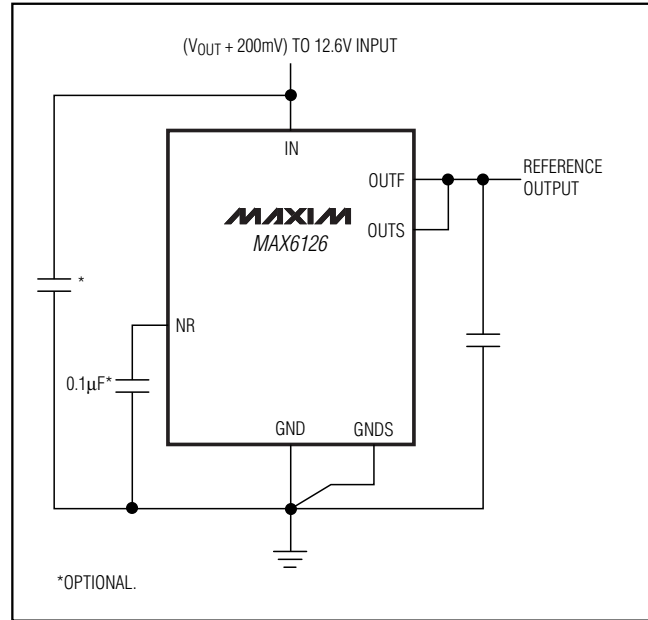 (VOUT + 200mV) TO 12.6V INPUT
IN
OUTF
REFERENCE
OUTPUT
MAXIM
OUTS
MAX6126
*
NR
0.1µF*
GND
GNDS
*OPTIONAL.